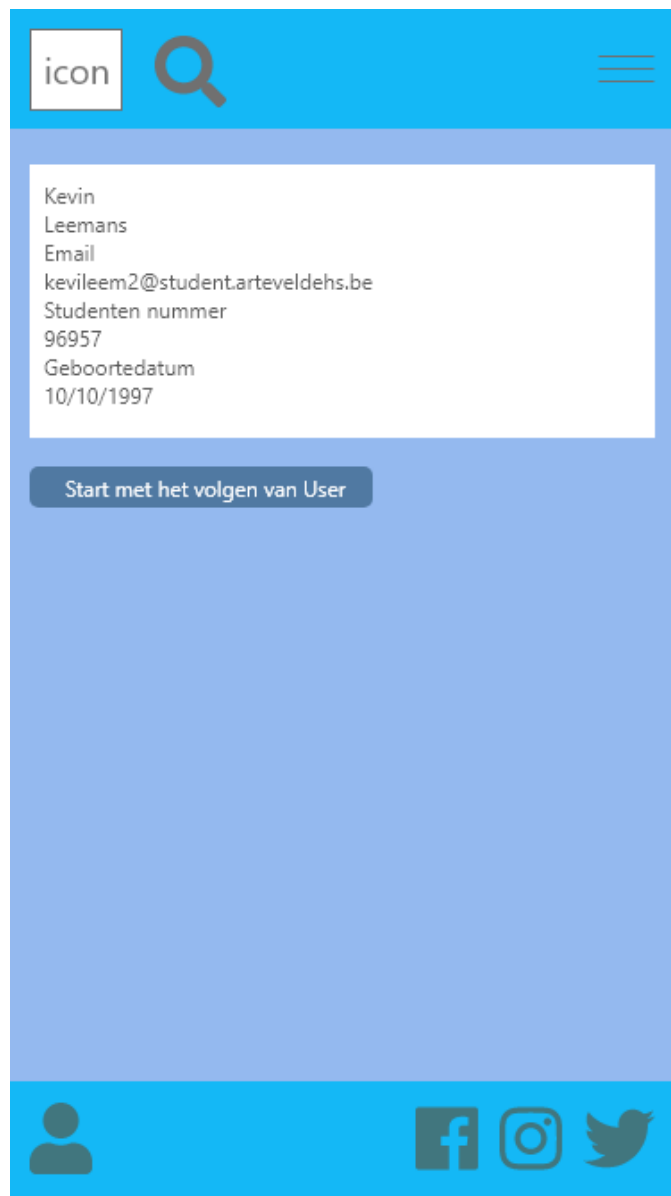 icon
Kevin
Leemans
Email
kevileem2@student.arteveldehs.be
Studenten nummer
96957
Geboortedatum
10/10/1997
Start met het volgen van User